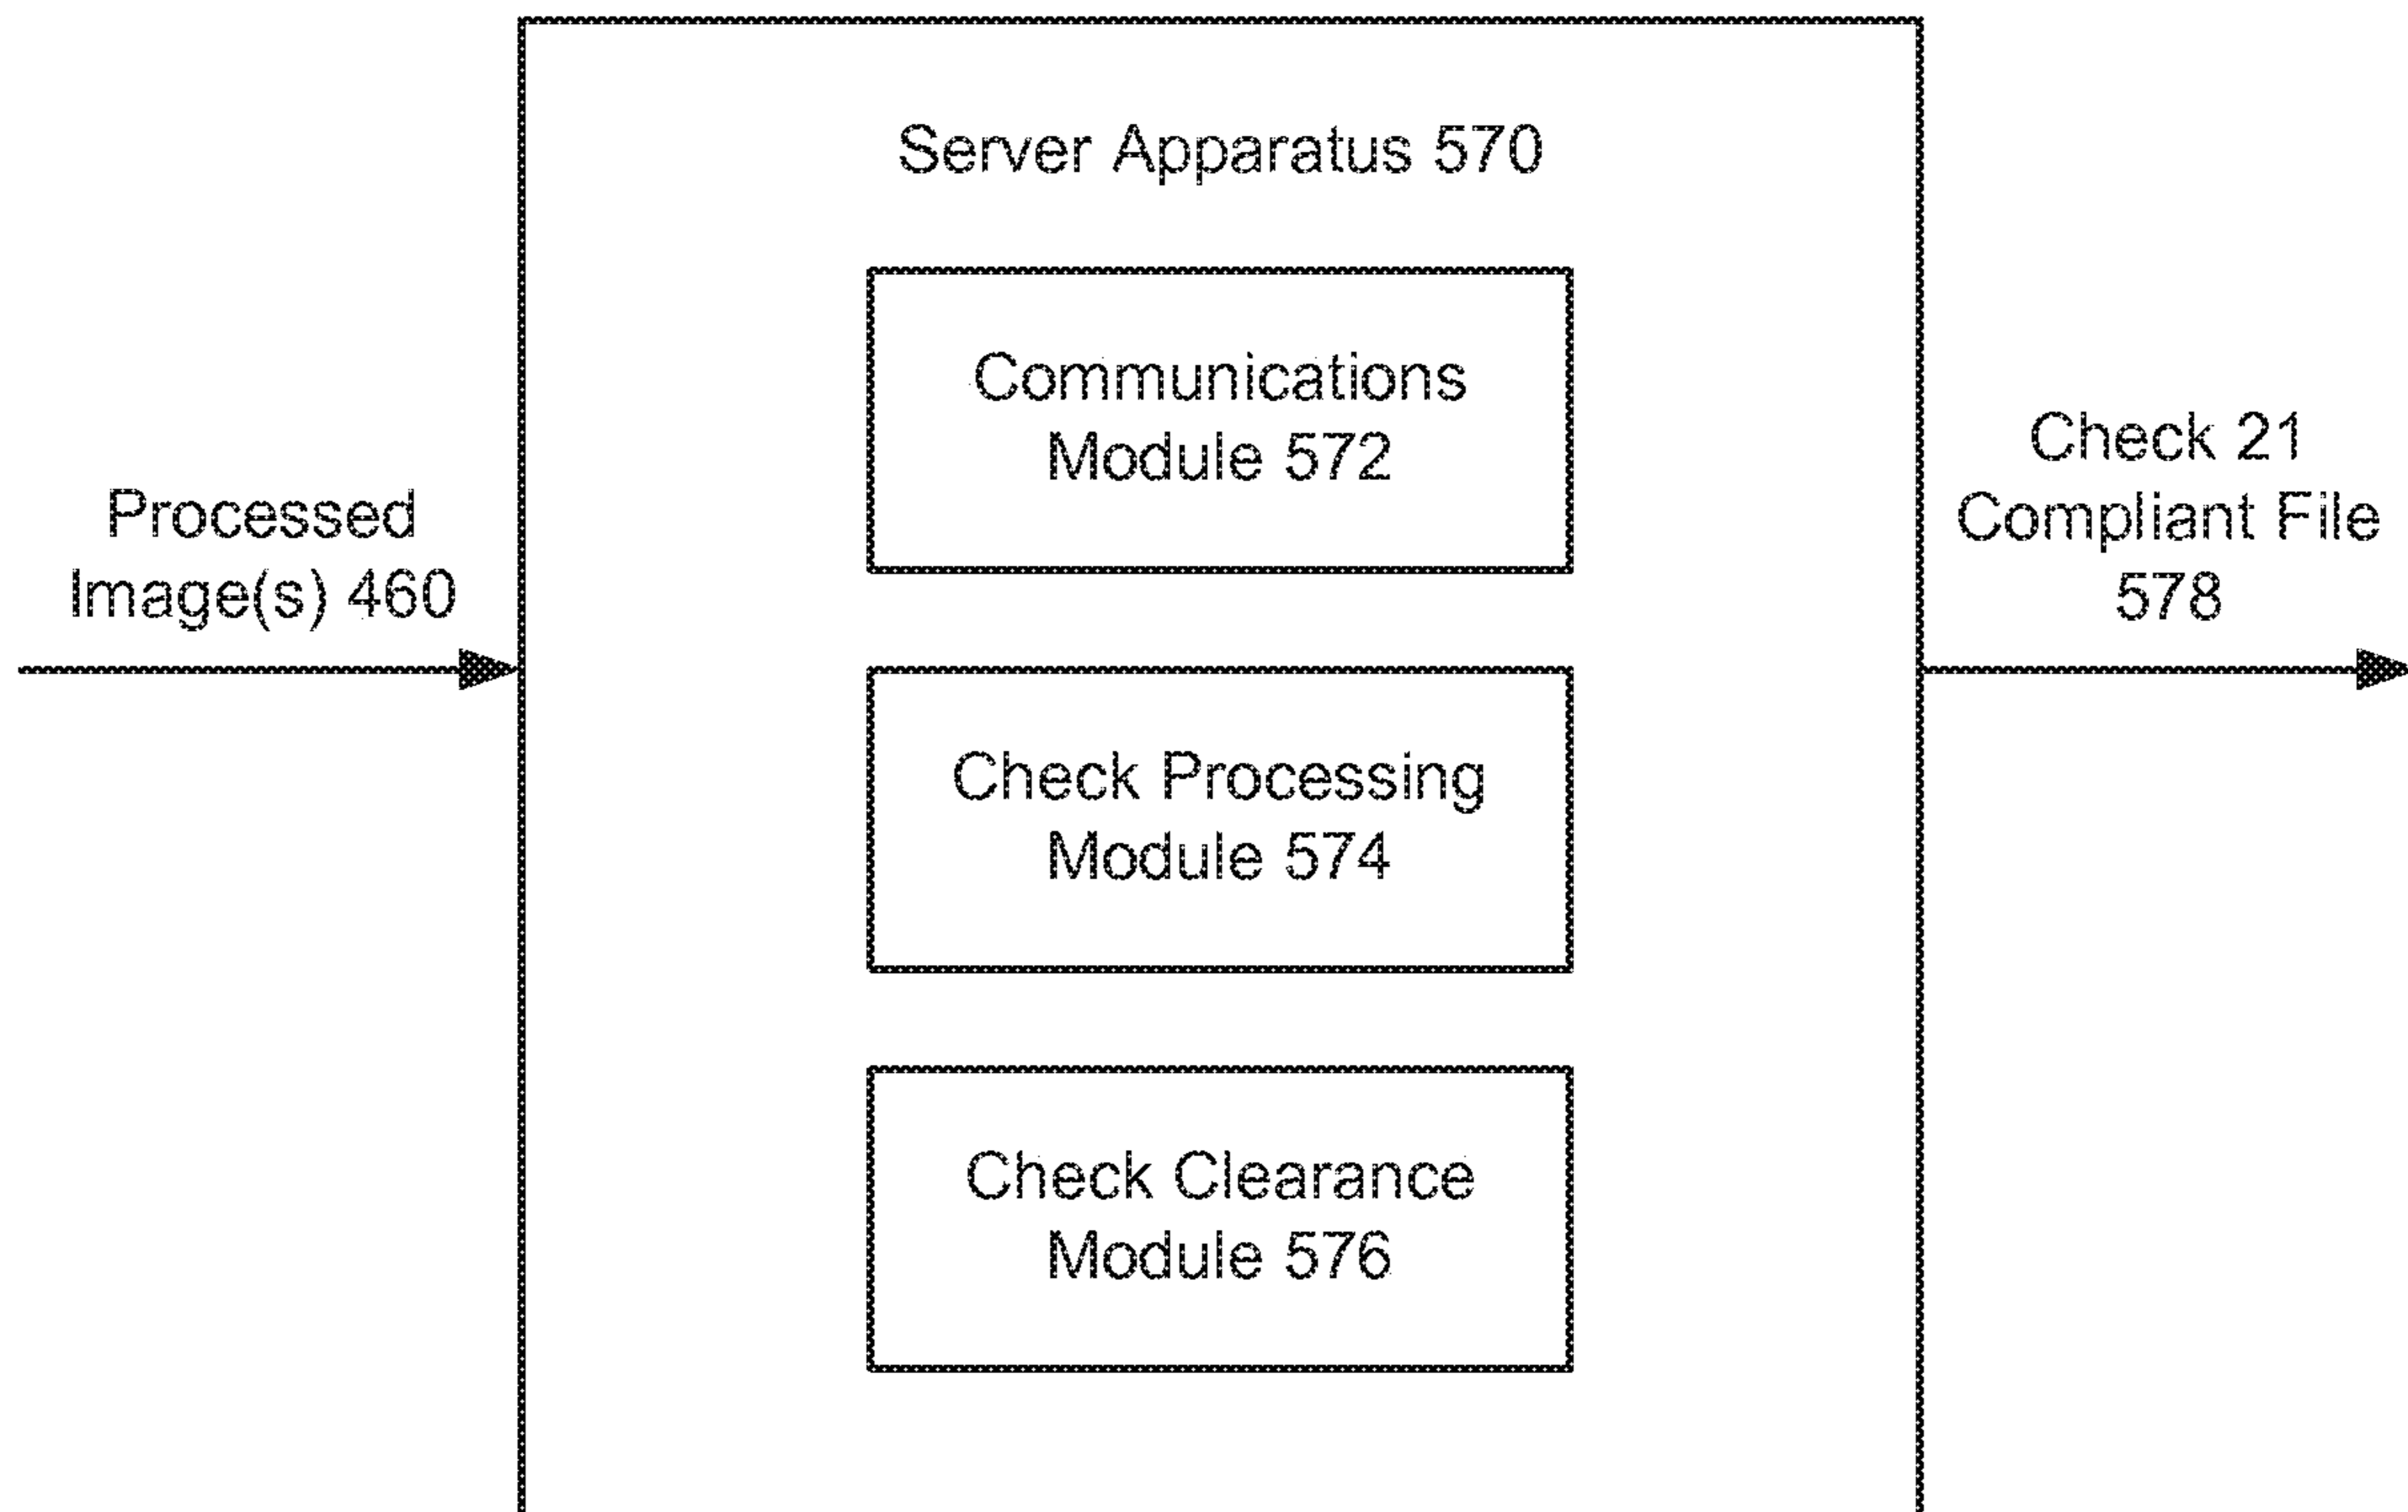 Server Apparatus 570
Communications
Module 572
Processed
Image(s) 460
Check 21
Compliant File
578
Check Processing
Module 574
Check Clearance
Module 576